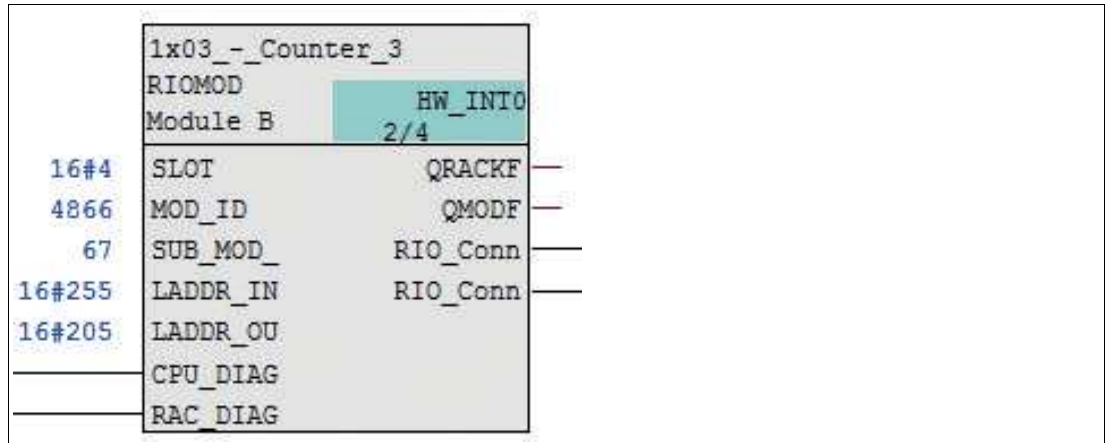 1x03_-_Counter_3
RIOMOD
HW_INT0
Module B
2/4
16#4 SLOT QRACKF
4866 MOD_ID QMODF
67 SUB_MOD_ RIO_Conn
16#255 LADDR_IN RIO_Conn
16#205 LADDR_OU
CPU_DIAG
RAC_DIAG